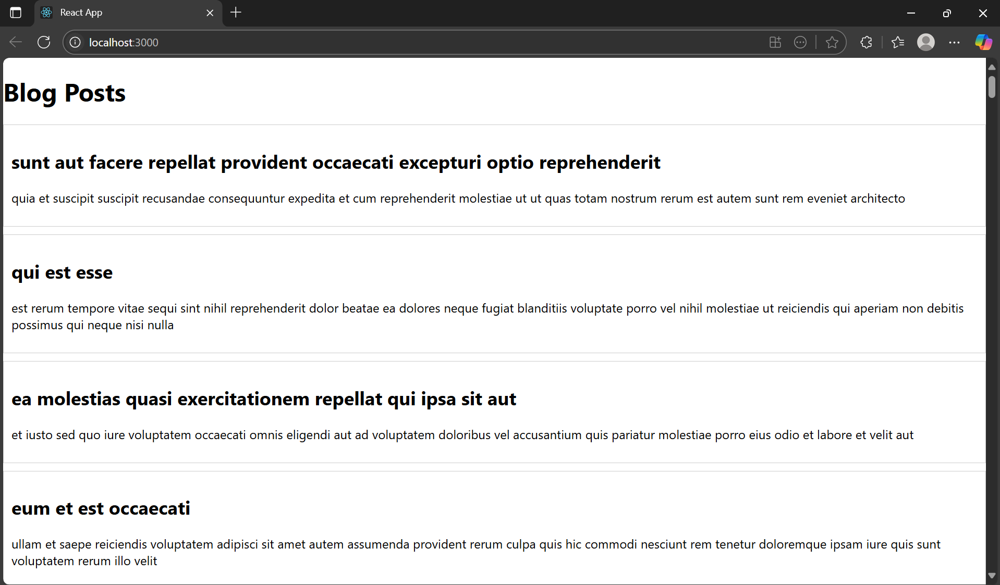 React App
localhost:3000
Blog Posts
sunt aut facere repellat provident occaecati excepturi optio reprehenderit
quia et suscipit suscipit recusandae consequuntur expedita et cum reprehenderit molestiae ut ut quas totam nostrum rerum est autem sunt rem eveniet architecto
qui est esse
est rerum tempore vitae sequi sint nihil reprehenderit dolor beatae ea dolores neque fugiat blanditiis voluptate porro vel nihil molestiae ut reiciendis qui aperiam non debitis
possimus qui neque nisi nulla
ea molestias quasi exercitationem repellat qui ipsa sit aut
et iusto sed quo iure voluptatem occaecati omnis eligendi aut ad voluptatem doloribus vel accusantium quis pariatur molestiae porro eius odio et labore et velit aut
eum et est occaecati
ullam et saepe reiciendis voluptatem adipisci sit amet autem assumenda provident rerum culpa quis hic commodi nesciunt rem tenetur doloremque ipsam iure quis sunt
voluptatem rerum illo velit